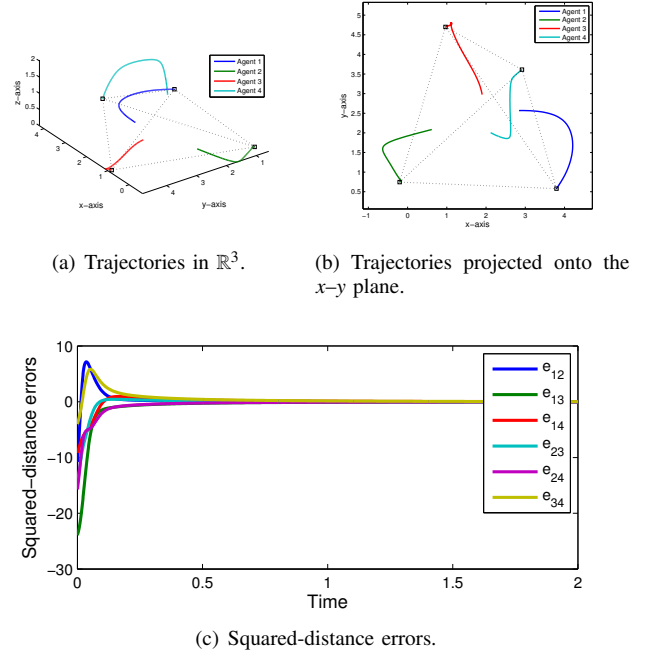 2
1.5
1
0.5
0
z−axis
4
3
2
1
0
x−axis
4
3
2
1
y−axis
Agent 1
Agent 2
Agent 3
Agent 4
5
4.5
4
3.5
3
2.5
2
1.5
1
0.5
y−axis
−1
0
1
2
3
4
x−axis
Agent 1
Agent 2
Agent 3
Agent 4
(a) Trajectories in ℝ³.
(b) Trajectories projected onto the
x–y plane.
10
0
−10
−20
−30
Squared−distance errors
0
0.5
1
1.5
2
Time
e₁₂
e₁₃
e₁₄
e₂₃
e₂₄
e₃₄
(c) Squared-distance errors.